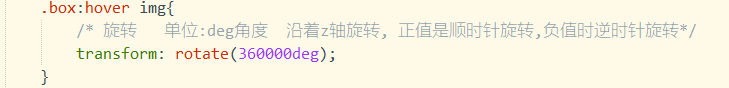 .box:hover img{
/* 旋转   单位:deg角度  沿着z轴旋转, 正值是顺时针旋转,负值时逆时针旋转*/
transform: rotate(360000deg);
}